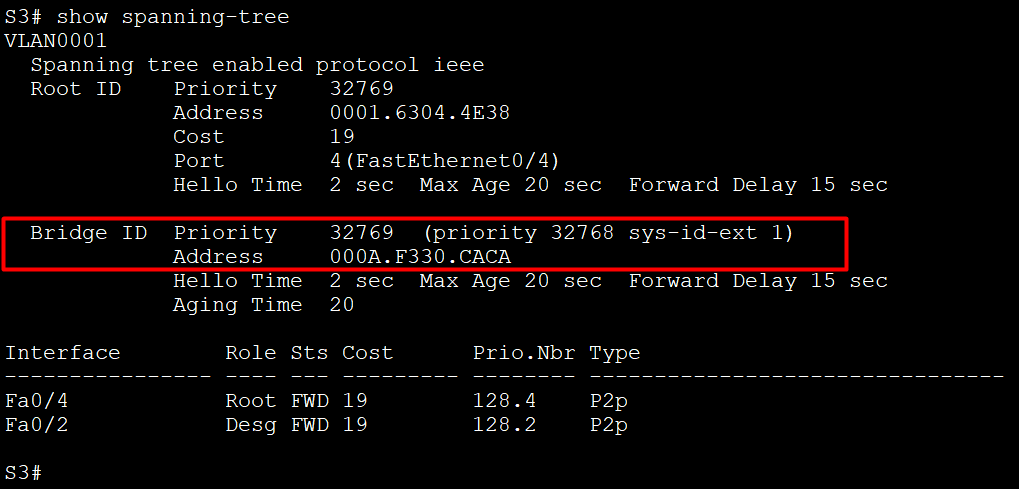 S3# show spanning-tree
VLAN0001
  Spanning tree enabled protocol ieee
  Root ID    Priority    32769
             Address     0001.6304.4E38
             Cost        19
             Port        4(FastEthernet0/4)
             Hello Time  2 sec  Max Age 20 sec  Forward Delay 15 sec
  Bridge ID  Priority    32769  (priority 32768 sys-id-ext 1)
             Address     000A.F330.CACA
             Hello Time  2 sec  Max Age 20 sec  Forward Delay 15 sec
             Aging Time  20
Interface        Role Sts Cost      Prio.Nbr Type
---------------- ---- --- --------- -------- --------------------------------
Fa0/4            Root FWD 19        128.4    P2p
Fa0/2            Desg FWD 19        128.2    P2p
S3#